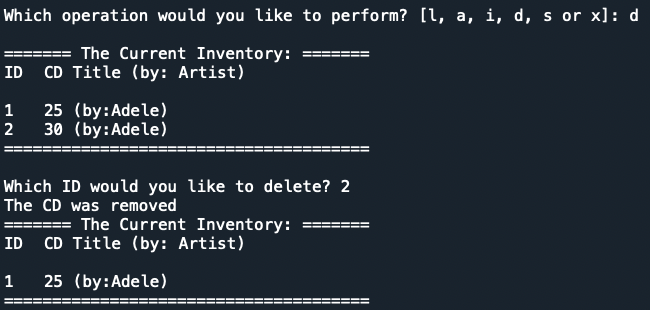 Which operation would you like to perform? [l, a, i, d, s or x]: d
======= The Current Inventory: =======
ID  CD Title (by: Artist)
1   25 (by:Adele)
2   30 (by:Adele)
======================================
Which ID would you like to delete? 2
The CD was removed
======= The Current Inventory: =======
ID  CD Title (by: Artist)
1   25 (by:Adele)
======================================